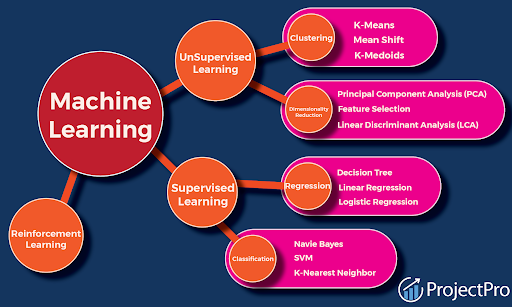 Machine
Learning
UnSupervised
Learning
Clustering
K-Means
Mean Shift
K-Medoids
Dimensionality
Reduction
Principal Component Analysis (PCA)
Feature Selection
Linear Discriminant Analysis (LCA)
Supervised
Learning
Regression
Decision Tree
Linear Regression
Logistic Regression
Classification
Navie Bayes
SVM
K-Nearest Neighbor
Reinforcement
Learning
ProjectPro